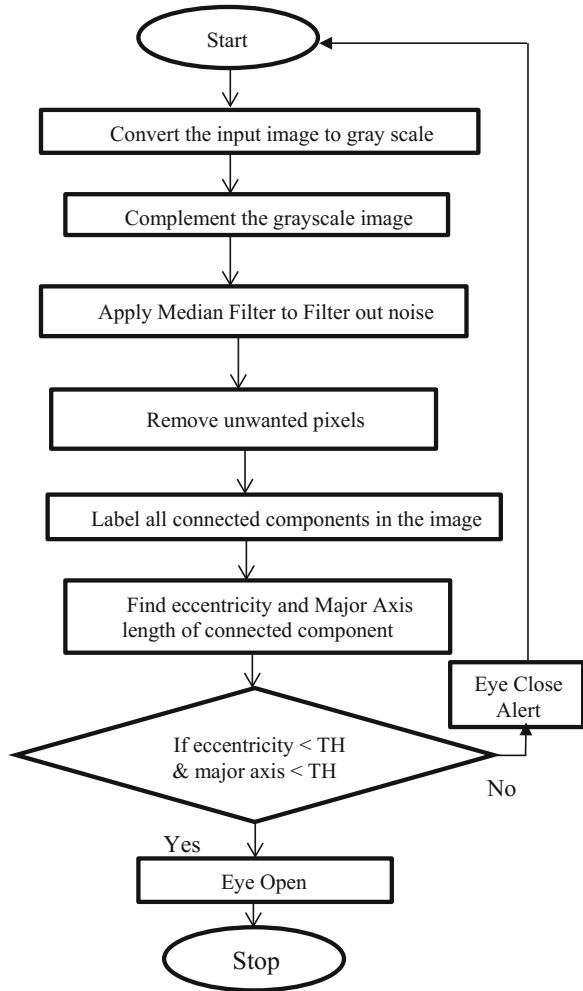 Start
Convert the input image to gray scale
Complement the grayscale image
Apply Median Filter to Filter out noise
Remove unwanted pixels
Label all connected components in the image
Find eccentricity and Major Axis
length of connected component
Eye Close
Alert
If eccentricity < TH
& major axis < TH
No
Yes
Eye Open
Stop